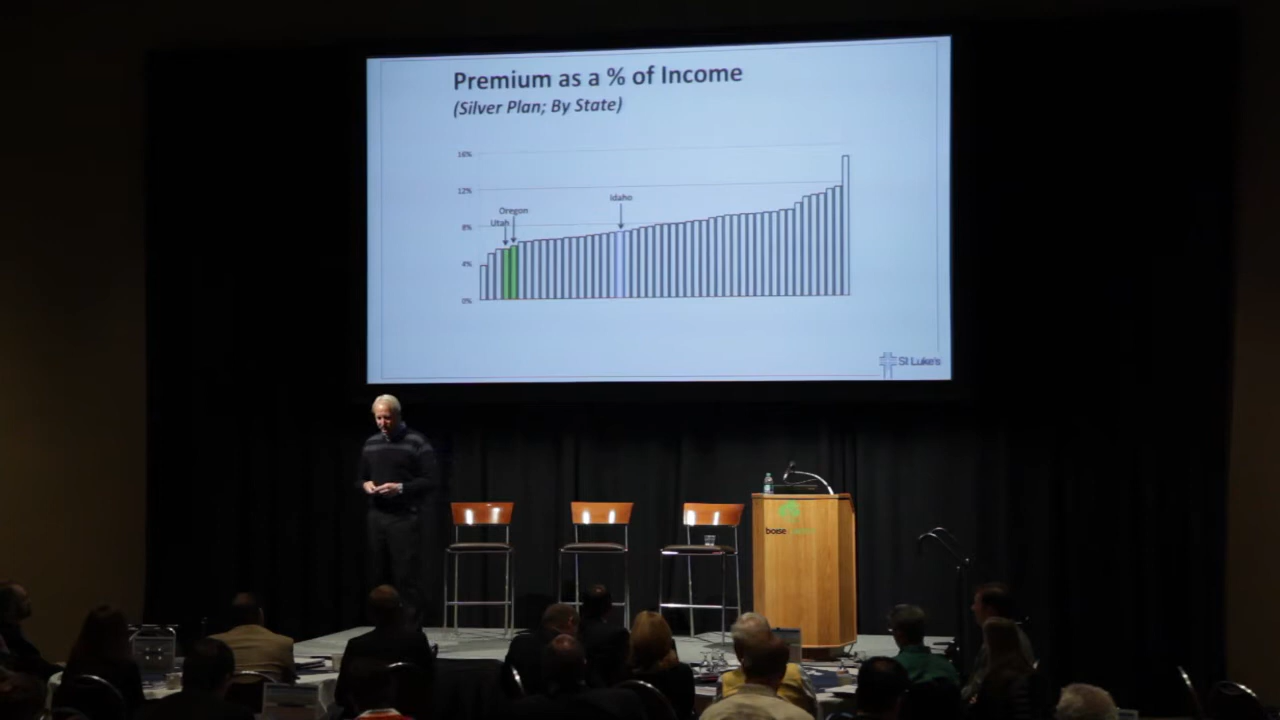 Premium as a % of Income
(Silver Plan; By State)
16%
12%
8%
4%
0%
Idaho
Oregon
Utah
St Luke's
boise